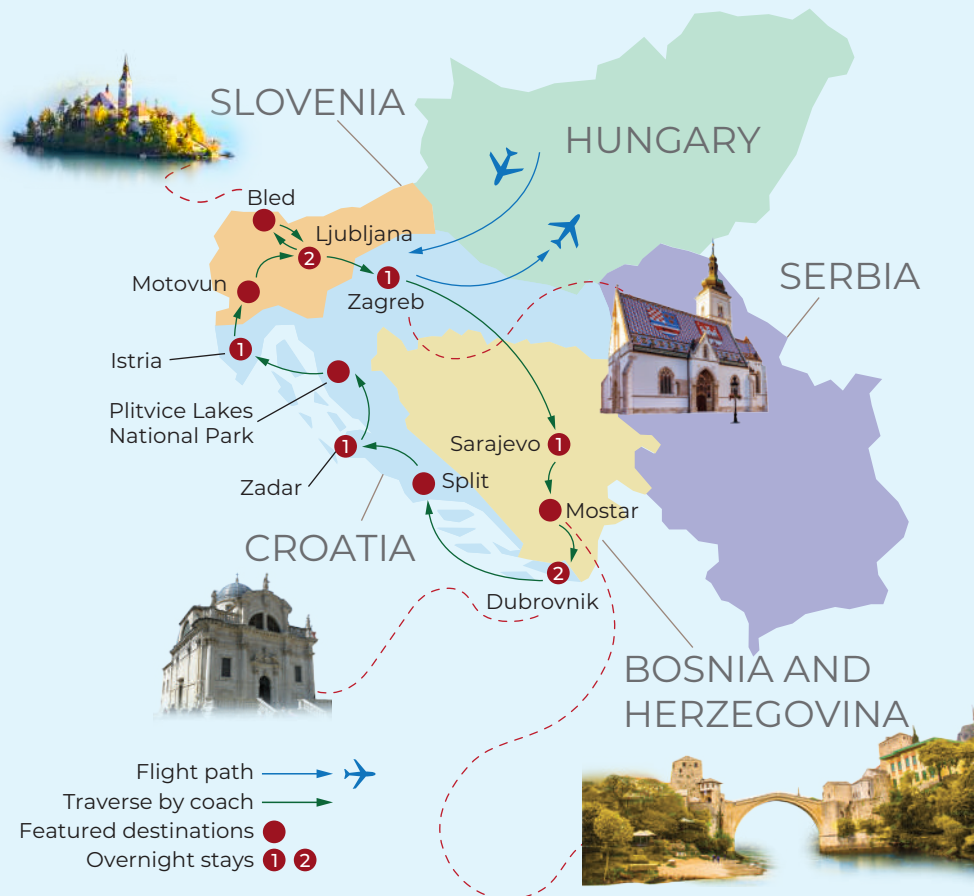 SLOVENIA
HUNGARY
Bled
Ljubljana
2
SERBIA
Motovun
1
Zagreb
Istria
1
Plitvice Lakes
National Park
Sarajevo
1
1
Zadar
Split
Mostar
CROATIA
2
Dubrovnik
BOSNIA AND
HERZEGOVINA
Flight path
Traverse by coach
Featured destinations
Overnight stays 1 2